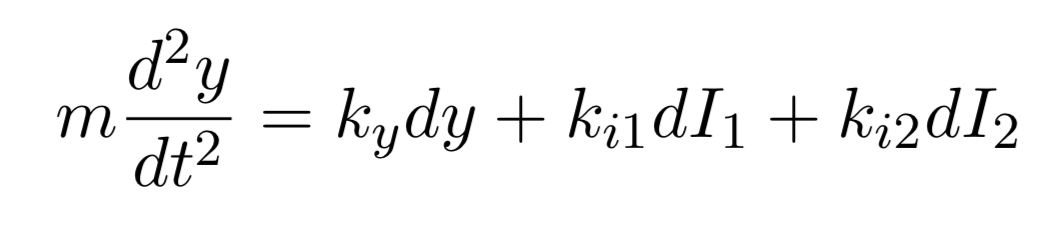 m\frac{d^2y}{dt^2} = k_y dy + k_{i1} dI_1 + k_{i2} dI_2